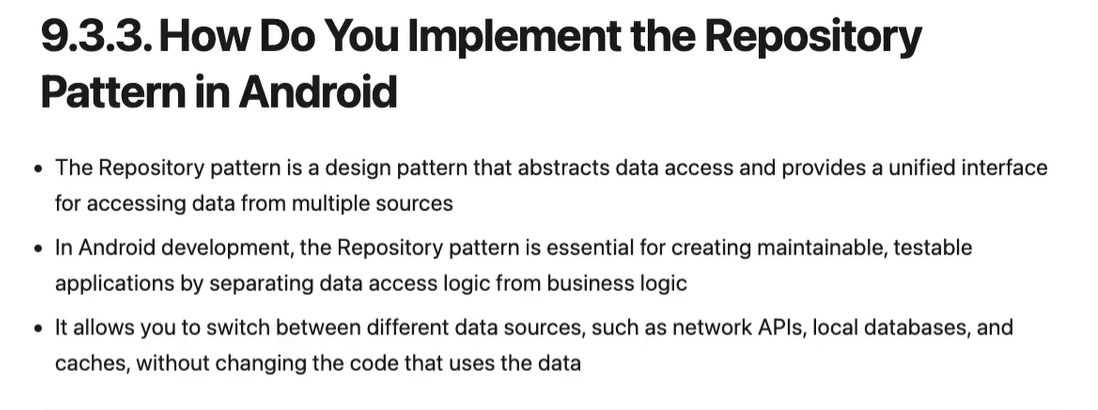 9.3.3. How Do You Implement the Repository
Pattern in Android
• The Repository pattern is a design pattern that abstracts data access and provides a unified interface
for accessing data from multiple sources
• In Android development, the Repository pattern is essential for creating maintainable, testable
applications by separating data access logic from business logic
• It allows you to switch between different data sources, such as network APIs, local databases, and
caches, without changing the code that uses the data